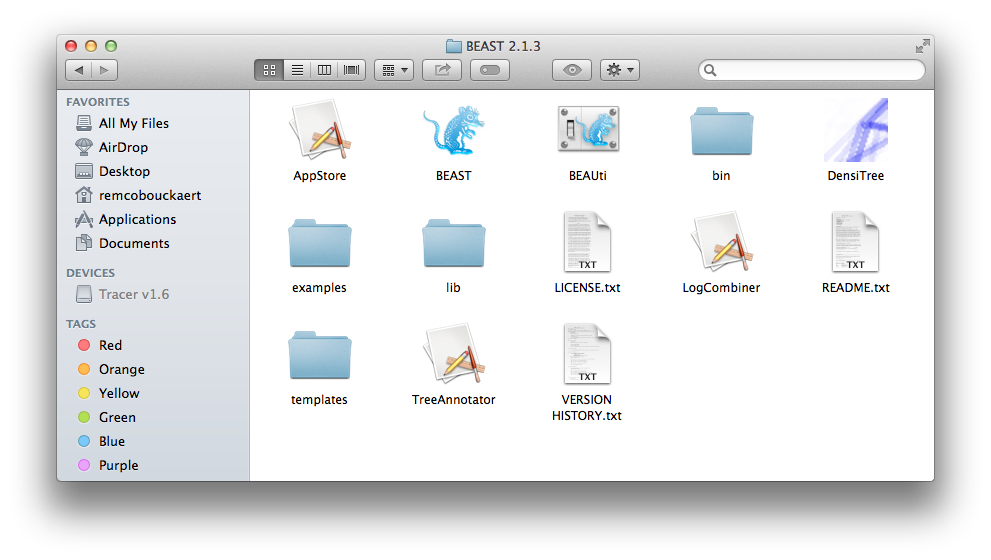 BEAST 2.1.3
FAVORITES
All My Files
AirDrop
Desktop
remcobouckaert
Applications
Documents
DEVICES
Tracer v1.6
TAGS
Red
Orange
Yellow
Green
Blue
Purple
AppStore
BEAST
BEAUti
bin
DensiTree
examples
lib
TXT
LICENSE.txt
LogCombiner
TXT
README.txt
templates
TreeAnnotator
TXT
VERSION
HISTORY.txt